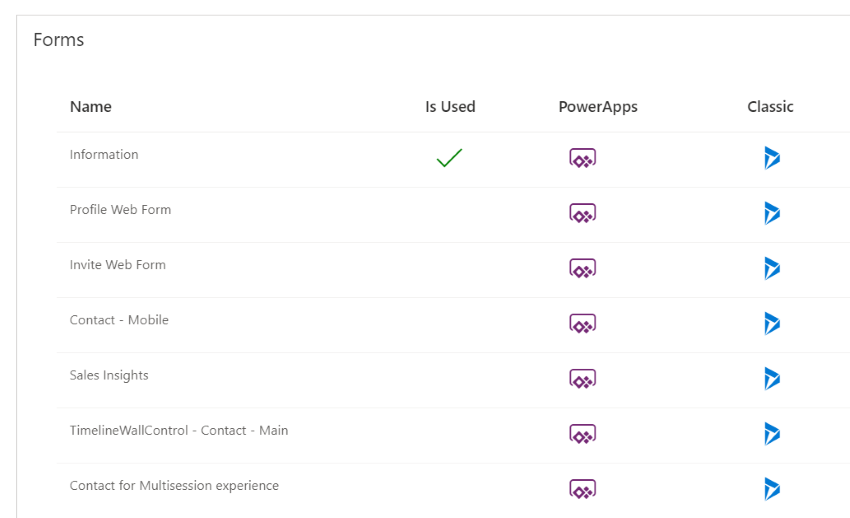 Forms
Name Is Used PowerApps Classic
Information
Profile Web Form
Invite Web Form
Contact - Mobile
Sales Insights
TimelineWallControl - Contact - Main
Contact for Multisession experience